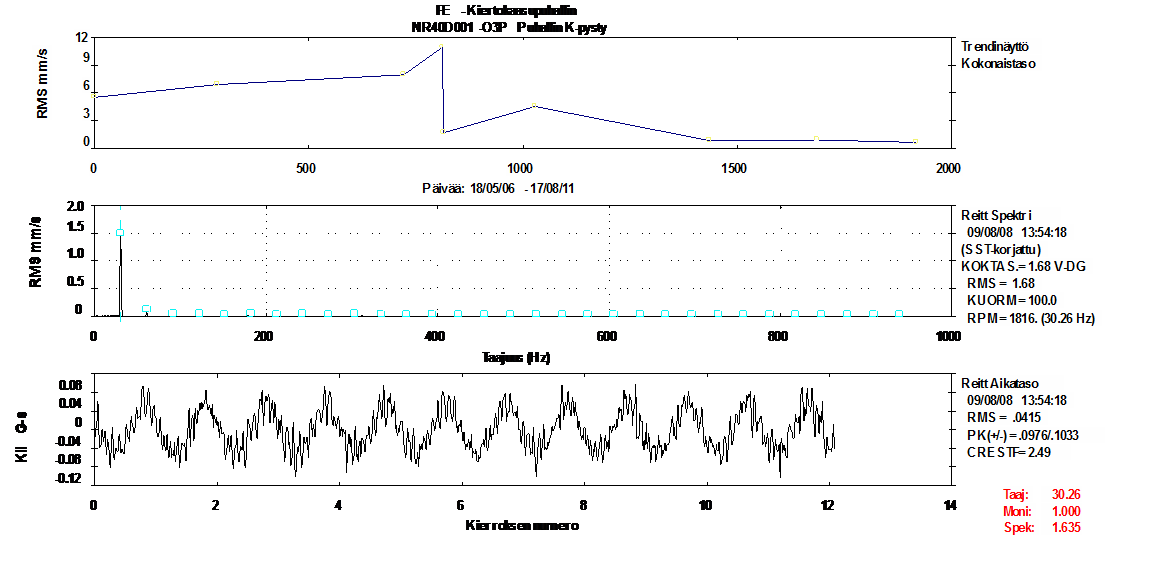 FE - Kiertokaasupuhallin
NR40D001 -O3P Puhallin K-pysty
RMS mm/s
12
9
6
3
0
0 500 1000 1500 2000
Päivää: 18/05/06 - 17/08/11
Trendinäyttö
Kokonaistaso
RMS mm/s
2.0
1.5
1.0
0.5
0
0 200 400 600 800 1000
Taajuus (Hz)
Reitt Spektri
09/08/08 13:54:18
(SST-korjattu)
KOKTAS.= 1.68 V-DG
RMS = 1.68
KUORM = 100.0
RPM = 1816. (30.26 Hz)
0.08
0.04
0
-0.04
-0.08
-0.12
0 2 4 6 8 10 12 14
Kierroksen numero
Reitt Aikataso
09/08/08 13:54:18
RMS = .0415
PK(+/-) = .0976/.1033
CRESTF= 2.49
Taaj: 30.26
Moni: 1.000
Spek: 1.635